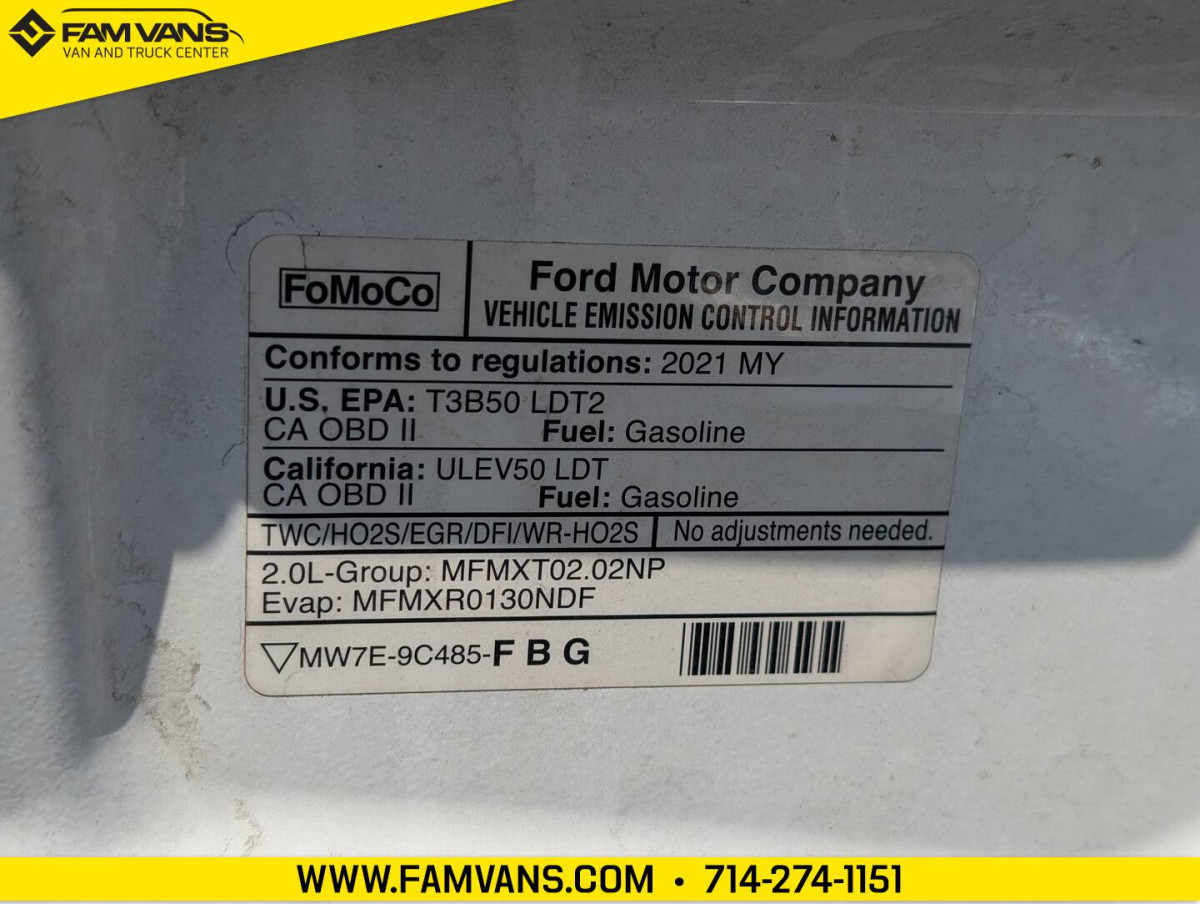 FAM VANS
VAN AND TRUCK CENTER
FoMoCo
Ford Motor Company
VEHICLE EMISSION CONTROL INFORMATION
Conforms to regulations: 2021 MY
U.S. EPA: T3B50 LDT2
CA OBD II Fuel: Gasoline
California: ULEV50 LDT
CA OBD II Fuel: Gasoline
TWC/HO2S/EGR/DFI/WR-HO2S No adjustments needed.
2.0L-Group: MFMXT02.02NP
Evap: MFMXR0130NDF
MW7E-9C485-F B G
WWW.FAMVANS.COM • 714-274-1151